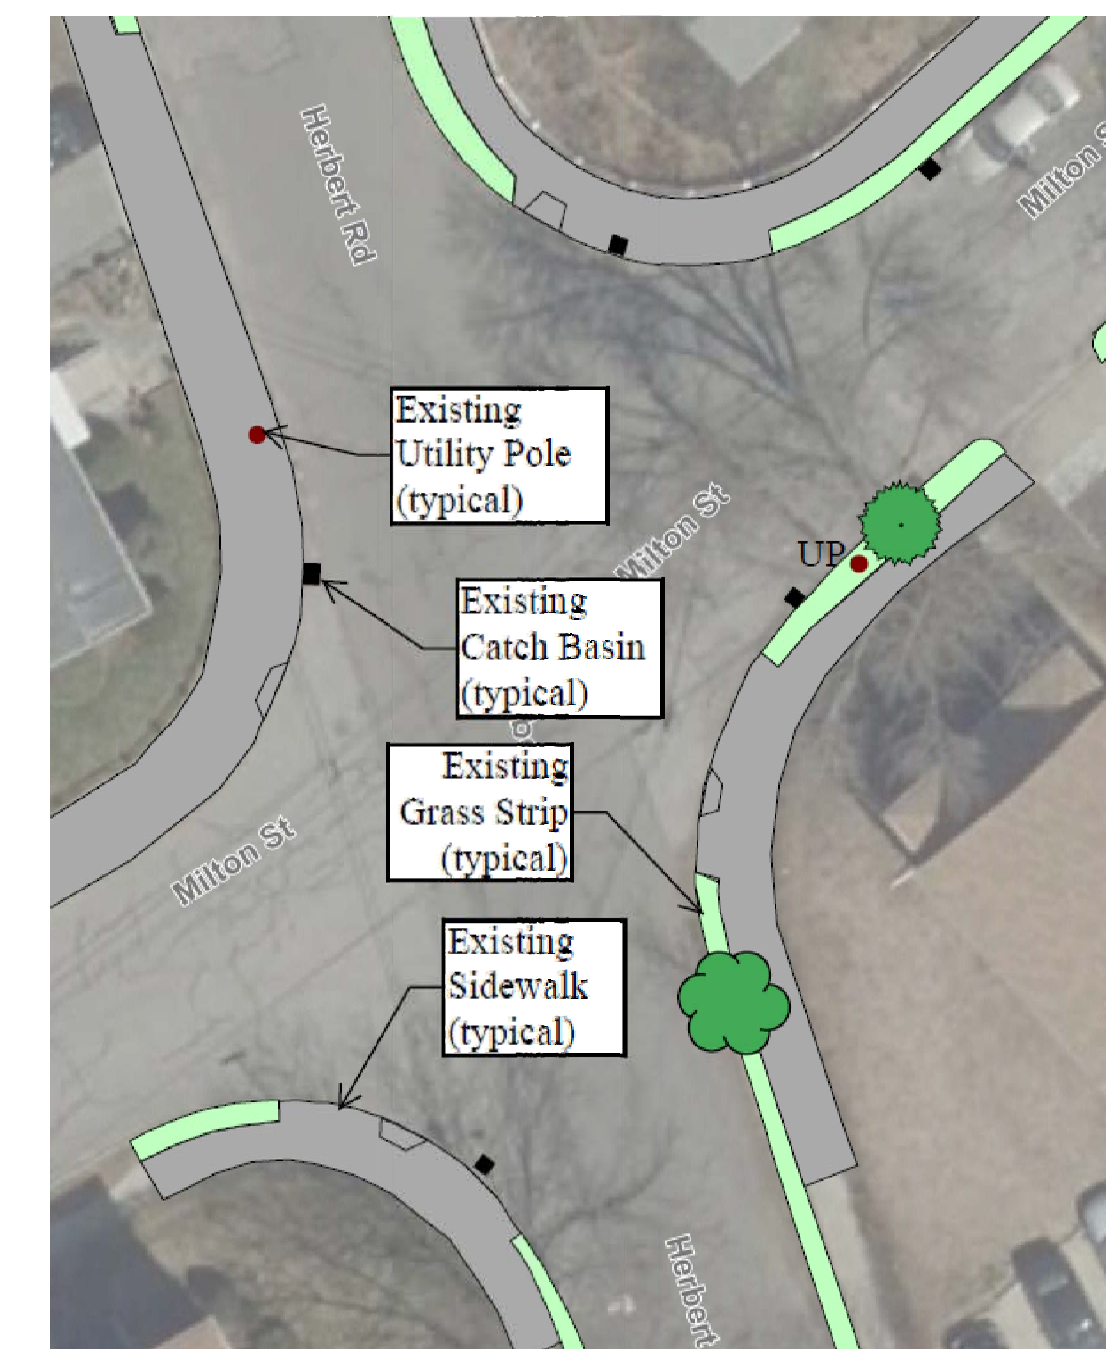 Herbert Rd
Milton S
Existing
Utility Pole
(typical)
Milton St
UP
Existing
Catch Basin
(typical)
Existing
Grass Strip
(typical)
Milton St
Existing
Sidewalk
(typical)
Herbert